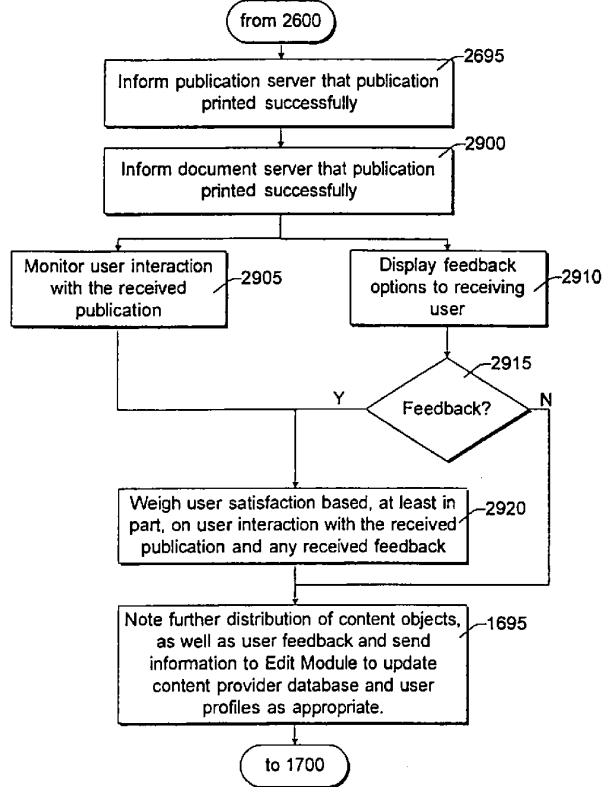 from 2600
2695
Inform publication server that publication
printed successfully
2900
Inform document server that publication
printed successfully
Monitor user interaction
with the received
publication
2905
Display feedback
options to receiving
user
2910
2915
Feedback?
Y
N
Weigh user satisfaction based, at least in
part, on user interaction with the received
publication and any received feedback
2920
Note further distribution of content objects,
as well as user feedback and send
information to Edit Module to update
content provider database and user
profiles as appropriate.
1695
to 1700